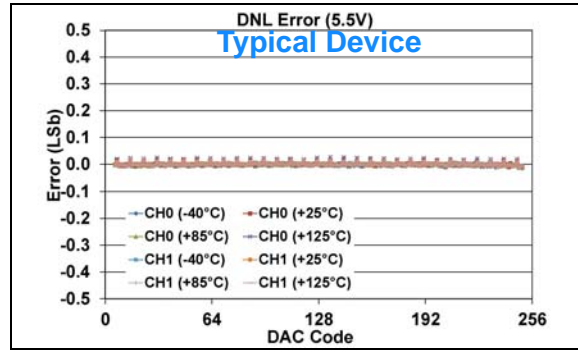 DNL Error (5.5V)
Typical Device
0.5
0.4
0.3
0.2
0.1
0.0
-0.1
-0.2
-0.3
-0.4
-0.5
Error (LSb)
CH0 (-40°C) CH0 (+25°C)
CH0 (+85°C) CH0 (+125°C)
CH1 (-40°C) CH1 (+25°C)
CH1 (+85°C) CH1 (+125°C)
0 64 128 192 256
DAC Code